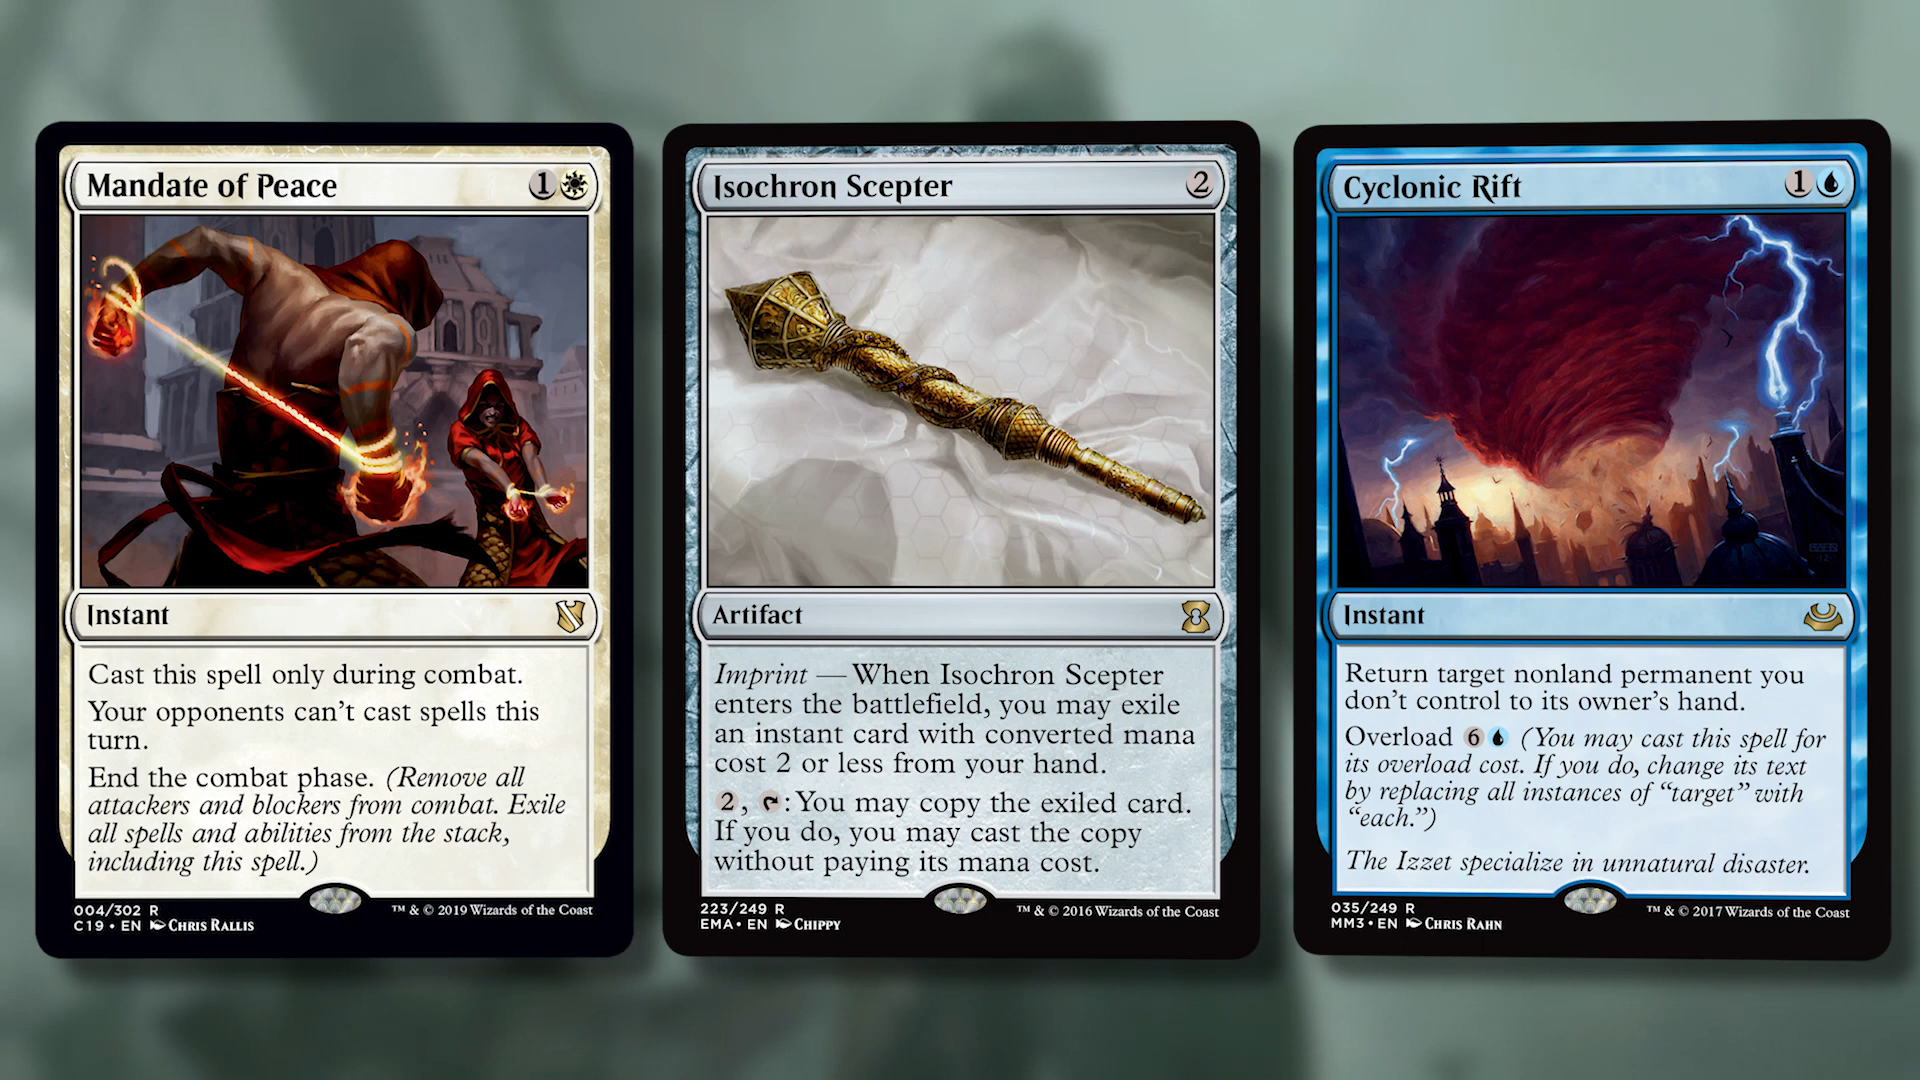 Mandate of Peace 1
Instant
Cast this spell only during combat.
Your opponents can't cast spells this
turn.
End the combat phase. (Remove all
attackers and blockers from combat. Exile
all spells and abilities from the stack,
including this spell.)
004/302 R
C19 • EN CHRIS RALLIS
™ & © 2019 Wizards of the Coast
Isochron Scepter 2
Artifact
Imprint — When Isochron Scepter
enters the battlefield, you may exile
an instant card with converted mana
cost 2 or less from your hand.
2, : You may copy the exiled card.
If you do, you may cast the copy
without paying its mana cost.
223/249 R
EMA • EN CHIPPY
™ & © 2016 Wizards of the Coast
Cyclonic Rift 1
Instant
Return target nonland permanent you
don't control to its owner's hand.
Overload 6 (You may cast this spell for
its overload cost. If you do, change its text
by replacing all instances of “target” with
“each.”)
The Izzet specialize in unnatural disaster.
035/249 R
MM3 • EN CHRIS RAHN
™ & © 2017 Wizards of the Coast